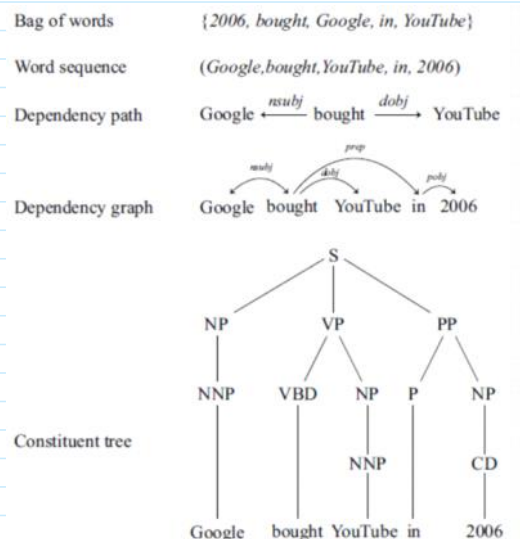 Bag of words {2006, bought, Google, in, YouTube}
Word sequence (Google,bought,YouTube, in, 2006)
nsubj dobj
Dependency path Google bought YouTube
prep
nsubj dobj pobj
Dependency graph Google bought YouTube in 2006
S
NP VP PP
NNP VBD NP P NP
Constituent tree
NNP CD
Google bought YouTube in 2006